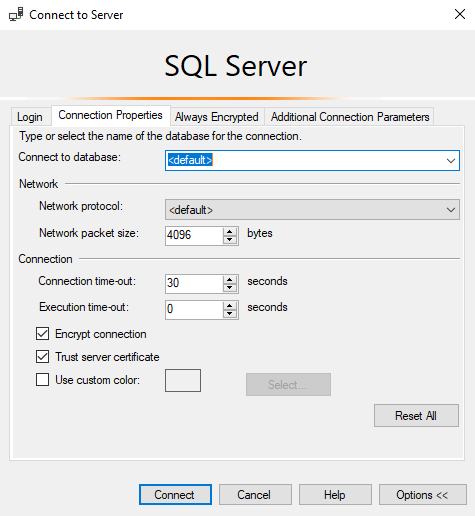 Connect to Server
SQL Server
Login Connection Properties Always Encrypted Additional Connection Parameters
Type or select the name of the database for the connection.
Connect to database: <default>
Network
Network protocol: <default>
Network packet size: 4096 bytes
Connection
Connection time-out: 30 seconds
Execution time-out: 0 seconds
Encrypt connection
Trust server certificate
Use custom color: Select...
Reset All
Connect Cancel Help Options <<